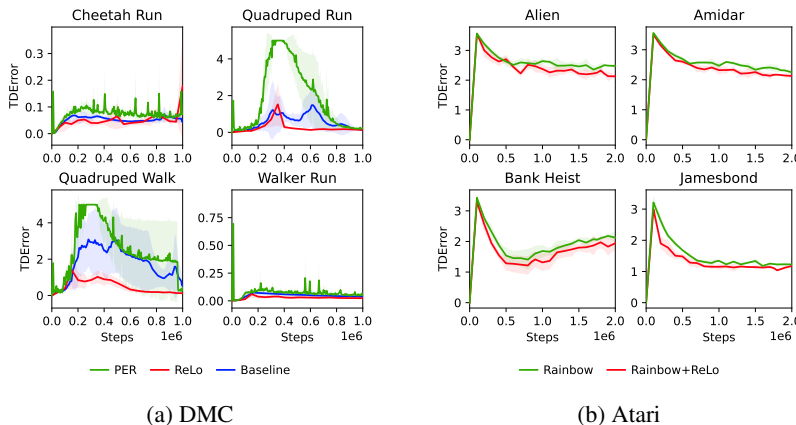 Cheetah Run
Quadruped Run
TDError
0.3
0.2
0.1
0.0
0.0 0.2 0.4 0.6 0.8 1.0
4
2
0
0.0 0.2 0.4 0.6 0.8 1.0
1e6
Quadruped Walk
Walker Run
TDError
4
2
0
0.0 0.2 0.4 0.6 0.8 1.0
Steps
1e6
0.75
0.50
0.25
0.00
0.0 0.2 0.4 0.6 0.8 1.0
Steps
1e6
PER ReLo Baseline
(a) DMC
Alien
Amidar
TDError
3
2
1
0
0.0 0.5 1.0 1.5 2.0
3
2
1
0
0.0 0.5 1.0 1.5 2.0
1e6
Bank Heist
Jamesbond
TDError
3
2
1
0
0.0 0.5 1.0 1.5 2.0
Steps
1e6
3
2
1
0
0.0 0.5 1.0 1.5 2.0
Steps
1e6
Rainbow Rainbow+ReLo
(b) Atari